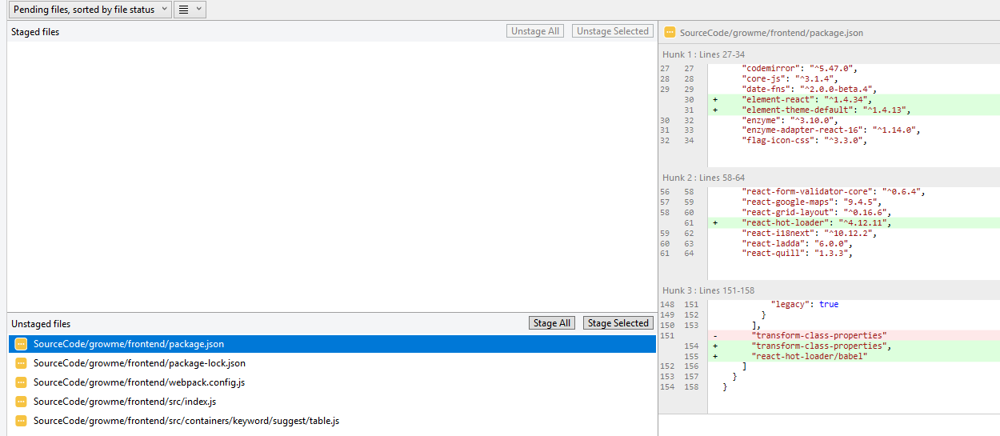 Pending files, sorted by file status
Staged files
Unstage All
Unstage Selected
Unstaged files
Stage All
Stage Selected
SourceCode/growme/frontend/package.json
SourceCode/growme/frontend/package-lock.json
SourceCode/growme/frontend/webpack.config.js
SourceCode/growme/frontend/src/index.js
SourceCode/growme/frontend/src/containers/keyword/suggest/table.js
SourceCode/growme/frontend/package.json
Hunk 1 : Lines 27-34
27 27 "codemirror": "^5.47.0",
28 28 "core-js": "^3.1.4",
29 29 "date-fns": "^2.0.0-beta.4",
30 + "element-react": "^1.4.34",
31 + "element-theme-default": "^1.4.13",
30 32 "enzyme": "^3.10.0",
31 33 "enzyme-adapter-react-16": "^1.14.0",
32 34 "flag-icon-css": "^3.3.0",
Hunk 2 : Lines 58-64
56 58 "react-form-validator-core": "^0.6.4",
57 59 "react-google-maps": "9.4.5",
58 60 "react-grid-layout": "^0.16.6",
61 + "react-hot-loader": "^4.12.11",
59 62 "react-i18next": "^10.12.2",
60 63 "react-ladda": "6.0.0",
61 64 "react-quill": "1.3.3",
Hunk 3 : Lines 151-158
148 151 "legacy": true
149 152 }
150 153 ],
151 - "transform-class-properties"
154 + "transform-class-properties",
155 + "react-hot-loader/babel"
152 156 ]
153 157 }
154 158 }